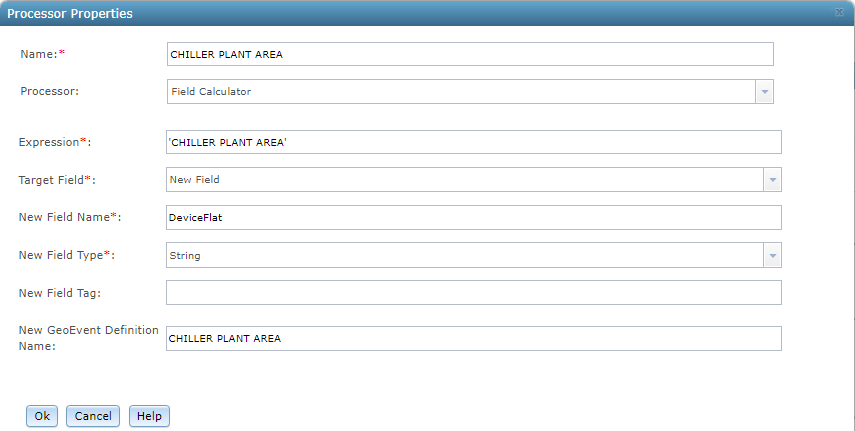 Processor Properties x
Name:* CHILLER PLANT AREA
Processor: Field Calculator
Expression*: 'CHILLER PLANT AREA'
Target Field*: New Field
New Field Name*: DeviceFlat
New Field Type*: String
New Field Tag:
New GeoEvent Definition
Name:
CHILLER PLANT AREA
Ok Cancel Help